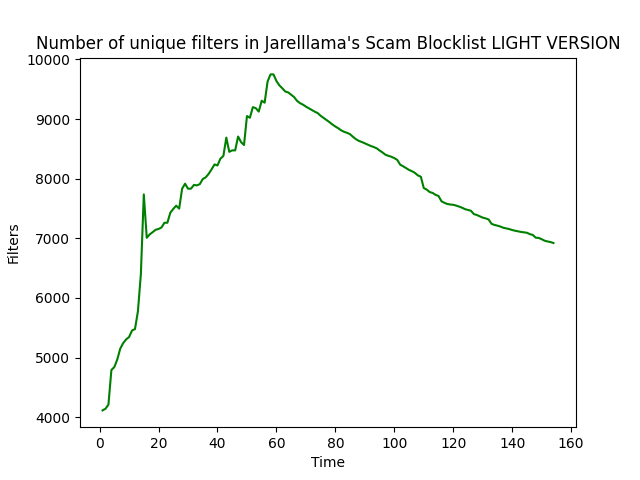 Number of unique filters in Jarelllama's Scam Blocklist LIGHT VERSION
10000
9000
8000
7000
6000
5000
4000
Filters
0 20 40 60 80 100 120 140 160
Time